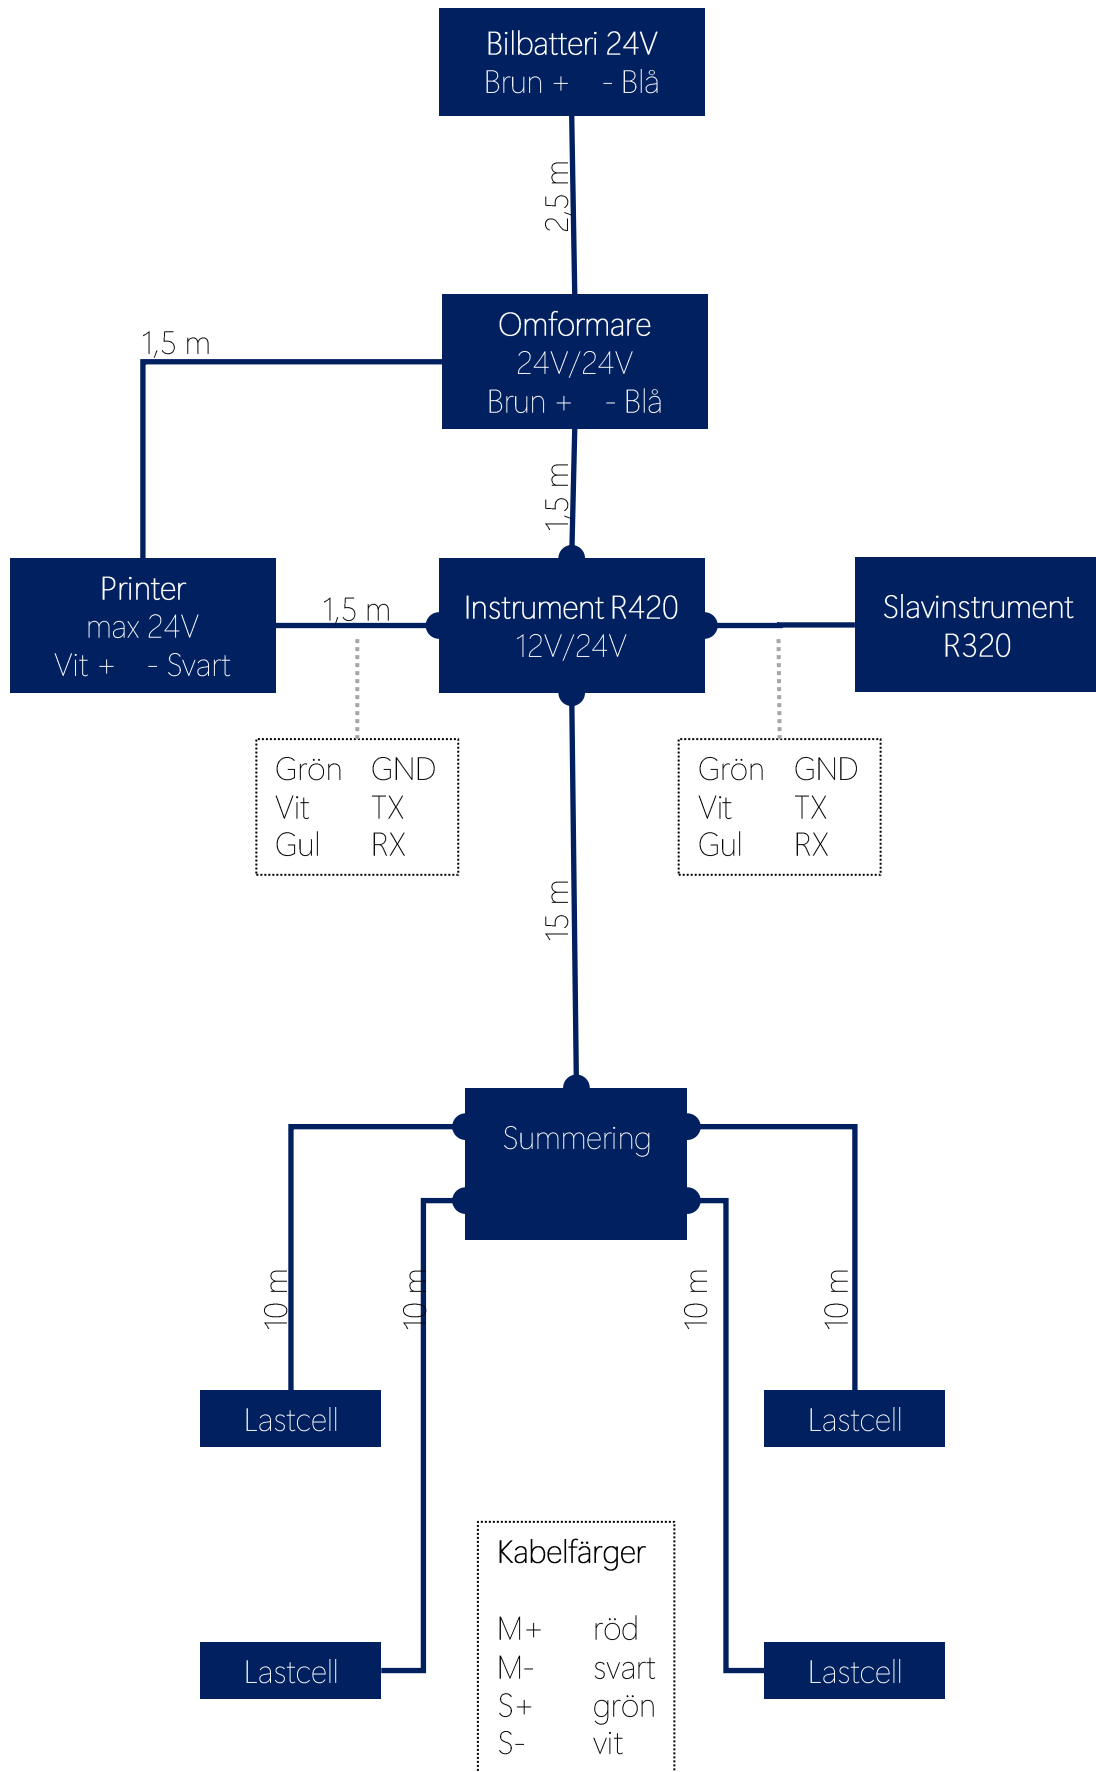 Bilbatteri 24V
Brun + - Blå
2,5 m
Omformare
24V/24V
Brun + - Blå
1,5 m
1,5 m
Printer
max 24V
Vit + - Svart
1,5 m
Instrument R420
12V/24V
Slavinstrument
R320
Grön GND
Vit TX
Gul RX
Grön GND
Vit TX
Gul RX
15 m
Summering
10 m
10 m
10 m
10 m
Lastcell
Lastcell
Kabelfärger
M+ röd
M- svart
S+ grön
S- vit
Lastcell
Lastcell